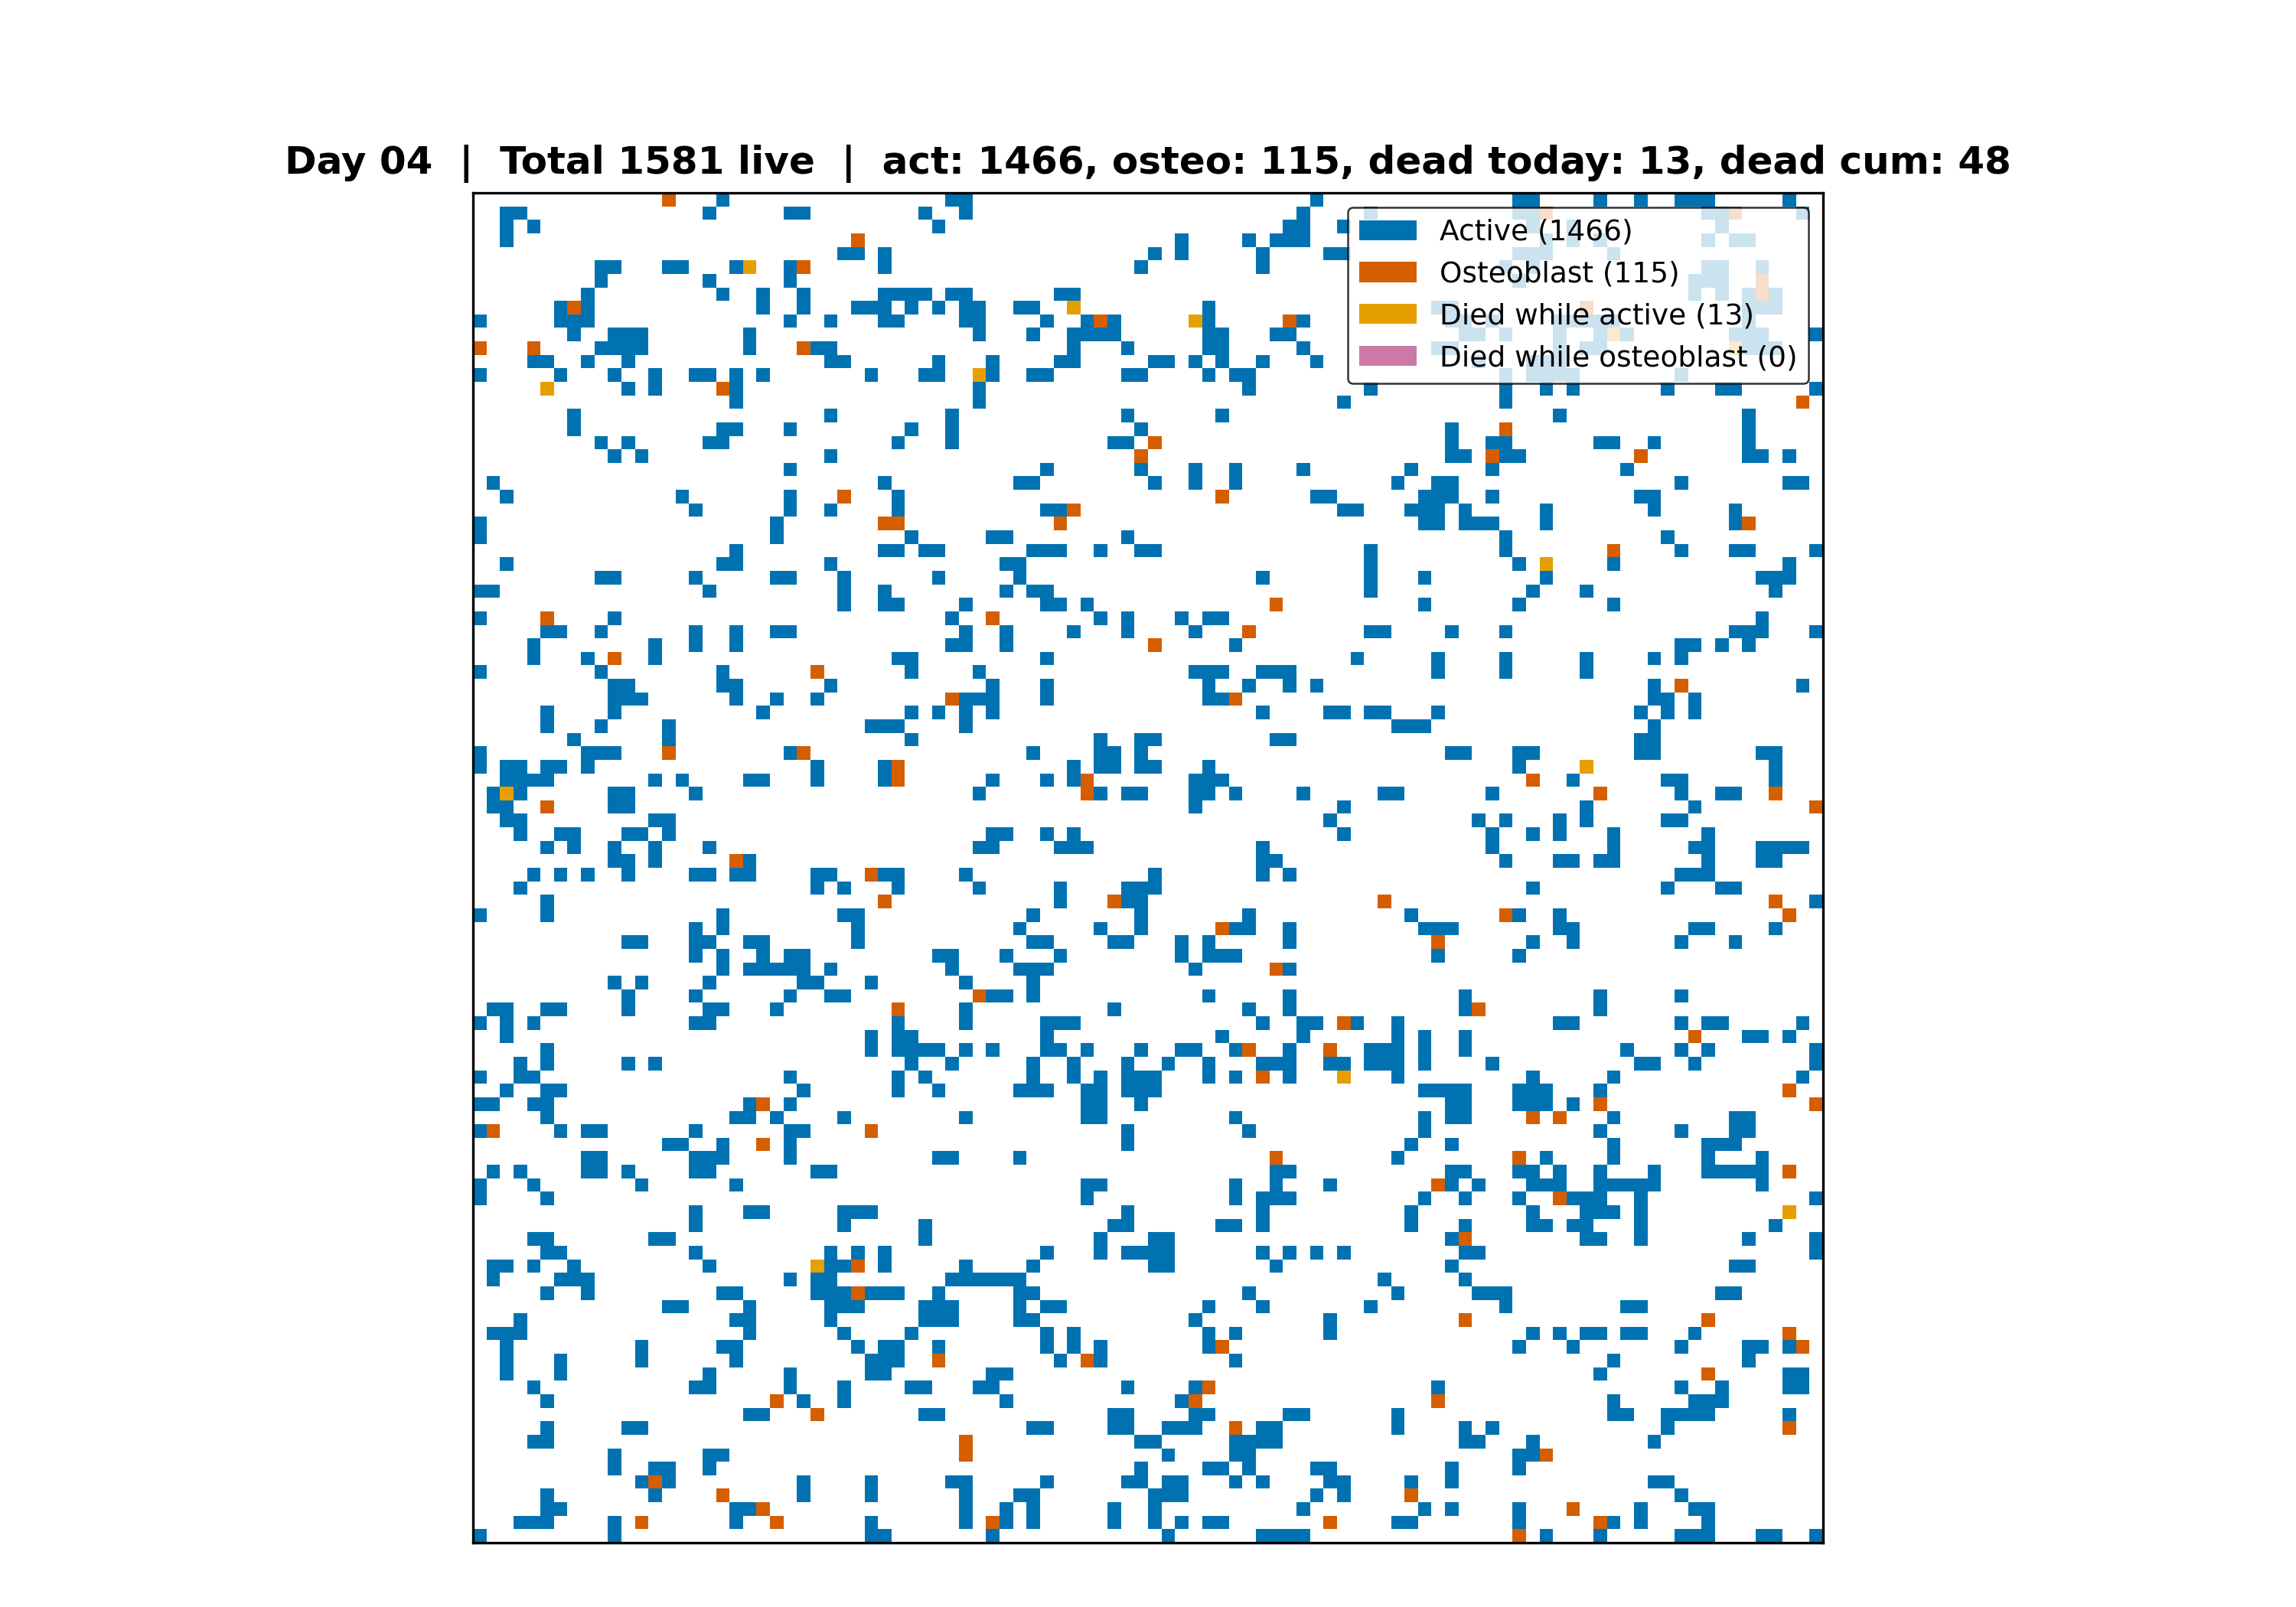 Day 04 | Total 1581 live | act: 1466, osteo: 115, dead today: 13, dead cum: 48
Active (1466)
Osteoblast (115)
Died while active (13)
Died while osteoblast (0)